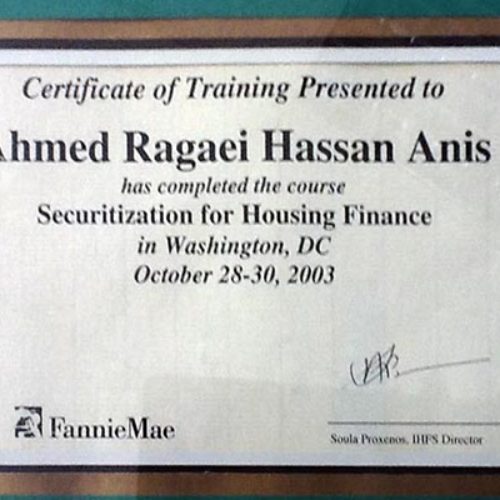 Certificate of Training Presented to
Ahmed Ragaei Hassan Anis
has completed the course
Securitization for Housing Finance
in Washington, DC
October 28-30, 2003
FannieMae
Soula Proxenos, IHFS Director